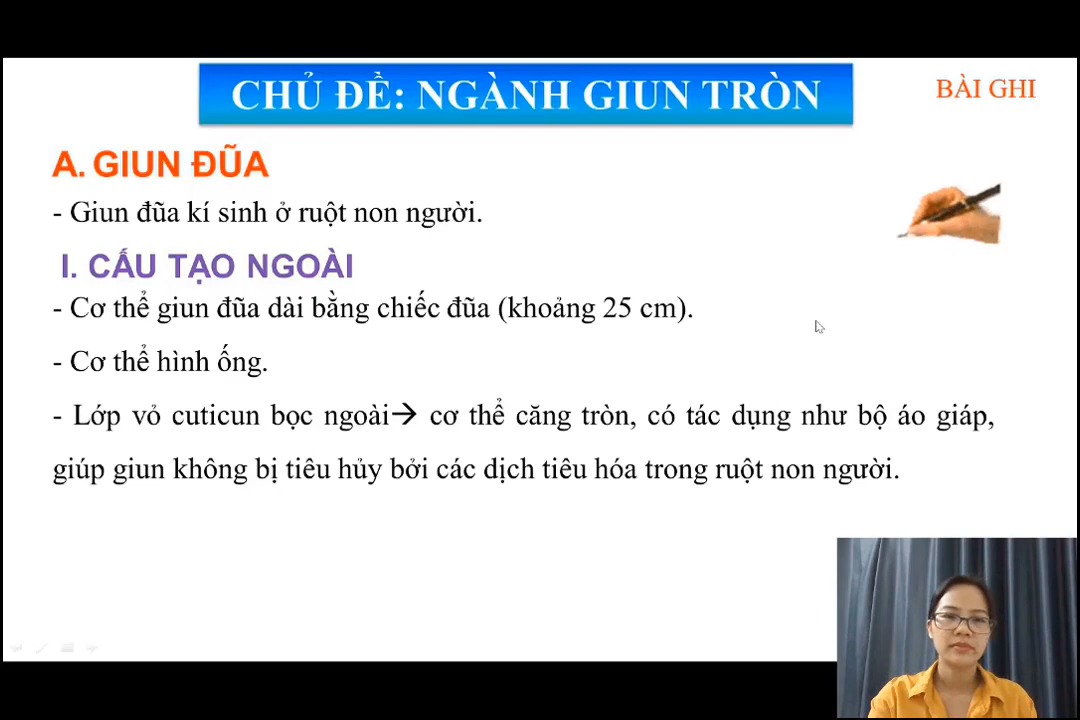 CHỦ ĐỀ: NGÀNH GIUN TRÒN
BÀI GHI
A. GIUN ĐŨA
- Giun đũa kí sinh ở ruột non người.
I. CẤU TẠO NGOÀI
- Cơ thể giun đũa dài bằng chiếc đũa (khoảng 25 cm).
- Cơ thể hình ống.
- Lớp vỏ cuticun bọc ngoài→ cơ thể căng tròn, có tác dụng như bộ áo giáp,
giúp giun không bị tiêu hủy bởi các dịch tiêu hóa trong ruột non người.